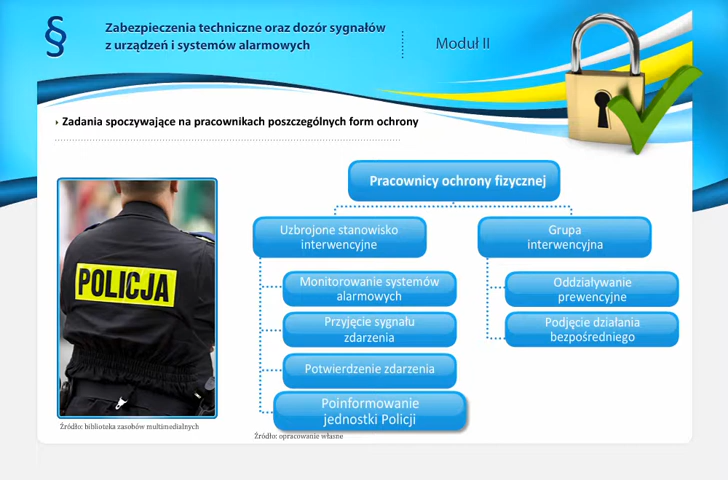 §
Zabezpieczenia techniczne oraz dozór sygnałów
z urządzeń i systemów alarmowych
Moduł II
Zadania spoczywające na pracownikach poszczególnych form ochrony
Pracownicy ochrony fizycznej
Uzbrojone stanowisko
interwencyjne
Grupa
interwencyjna
Monitorowanie systemów
alarmowych
Przyjęcie sygnału
zdarzenia
Potwierdzenie zdarzenia
Poinformowanie
jednostki Policji
Oddziaływanie
prewencyjne
Podjęcie działania
bezpośredniego
POLICJA
Źródło: biblioteka zasobów multimedialnych
Źródło: opracowanie własne